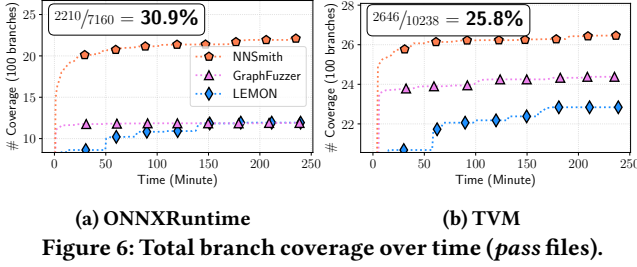 2210/7160 = 30.9%
# Coverage (100 branches)
25
20
15
10
NNSmith
GraphFuzzer
LEMON
0 50 100 150 200 250
Time (Minute)
(a) ONNXRuntime
2646/10238 = 25.8%
# Coverage (100 branches)
28
26
24
22
0 50 100 150 200 250
Time (Minute)
(b) TVM
Figure 6: Total branch coverage over time (pass files).